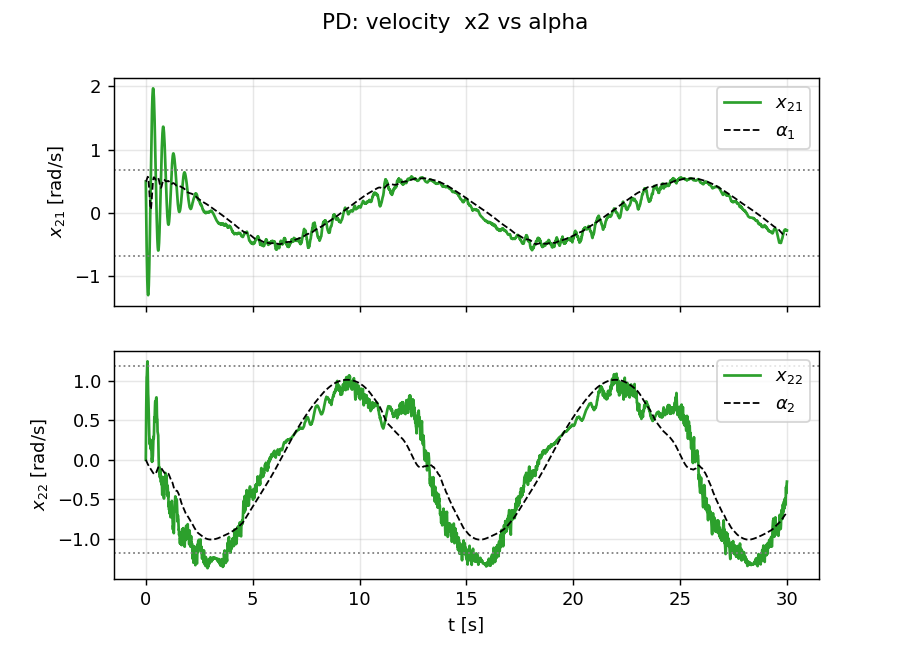 PD: velocity  x2 vs alpha
x₂₁ [rad/s]
2
1
0
−1
x₂₁
α₁
x₂₂ [rad/s]
1.0
0.5
0.0
−0.5
−1.0
x₂₂
α₂
0 5 10 15 20 25 30
t [s]